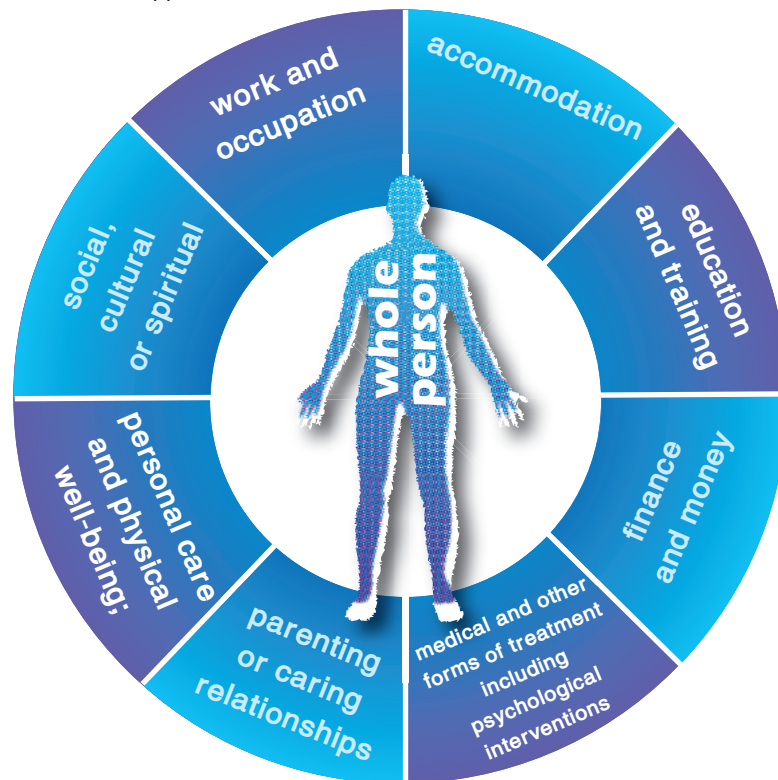 accommodation
education
and training
finance
and money
medical and other
forms of treatment
including
psychological
interventions
parenting
or caring
relationships
personal care
and physical
well-being;
social,
cultural
or spiritual
work and
occupation
whole
person